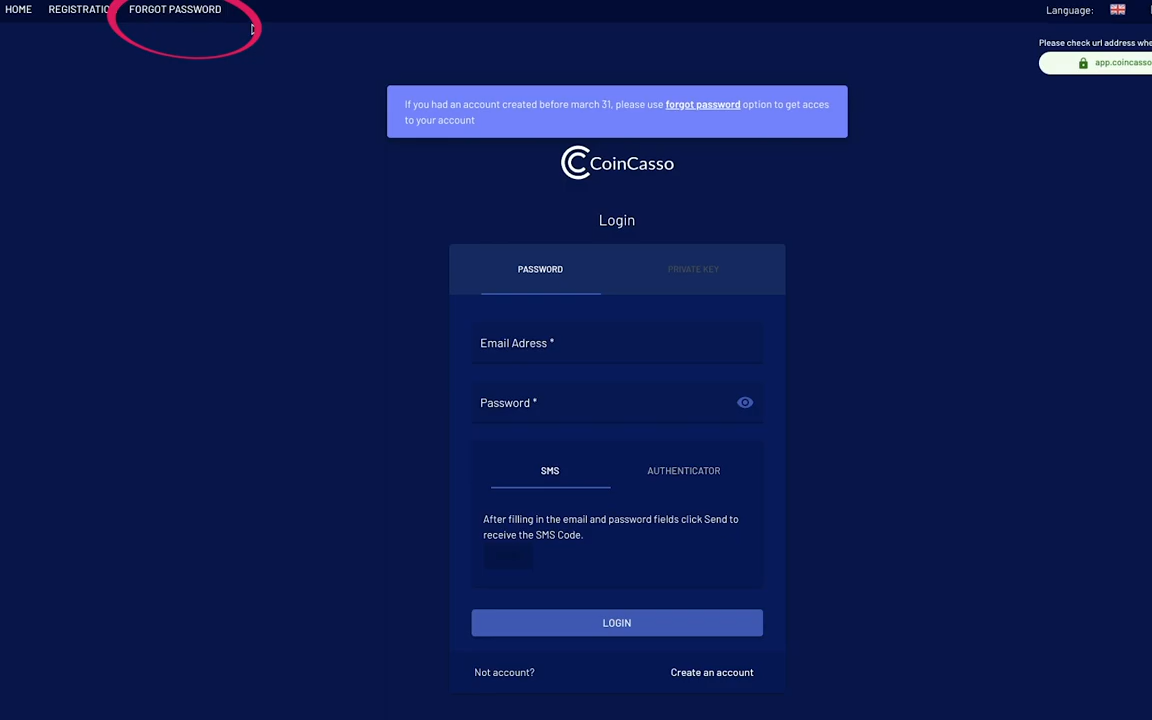 HOME REGISTRATIO FORGOT PASSWORD Language:
Please check url address whe
app.coincasso
If you had an account created before march 31, please use forgot password option to get acces
to your account
CoinCasso
Login
PASSWORD PRIVATE KEY
Email Adress *
Password *
SMS AUTHENTICATOR
After filling in the email and password fields click Send to
receive the SMS Code.
LOGIN
Not account? Create an account